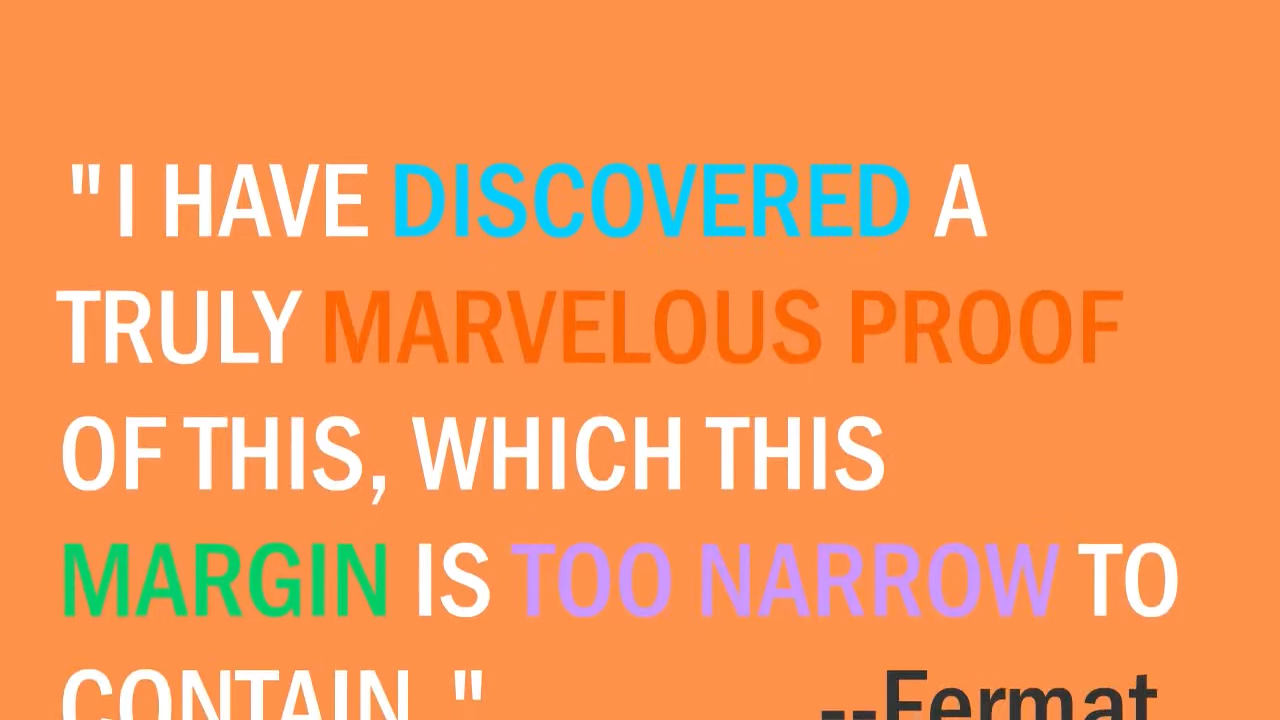 "I HAVE DISCOVERED A
TRULY MARVELOUS PROOF
OF THIS, WHICH THIS
MARGIN IS TOO NARROW TO
CONTAIN." --Fermat